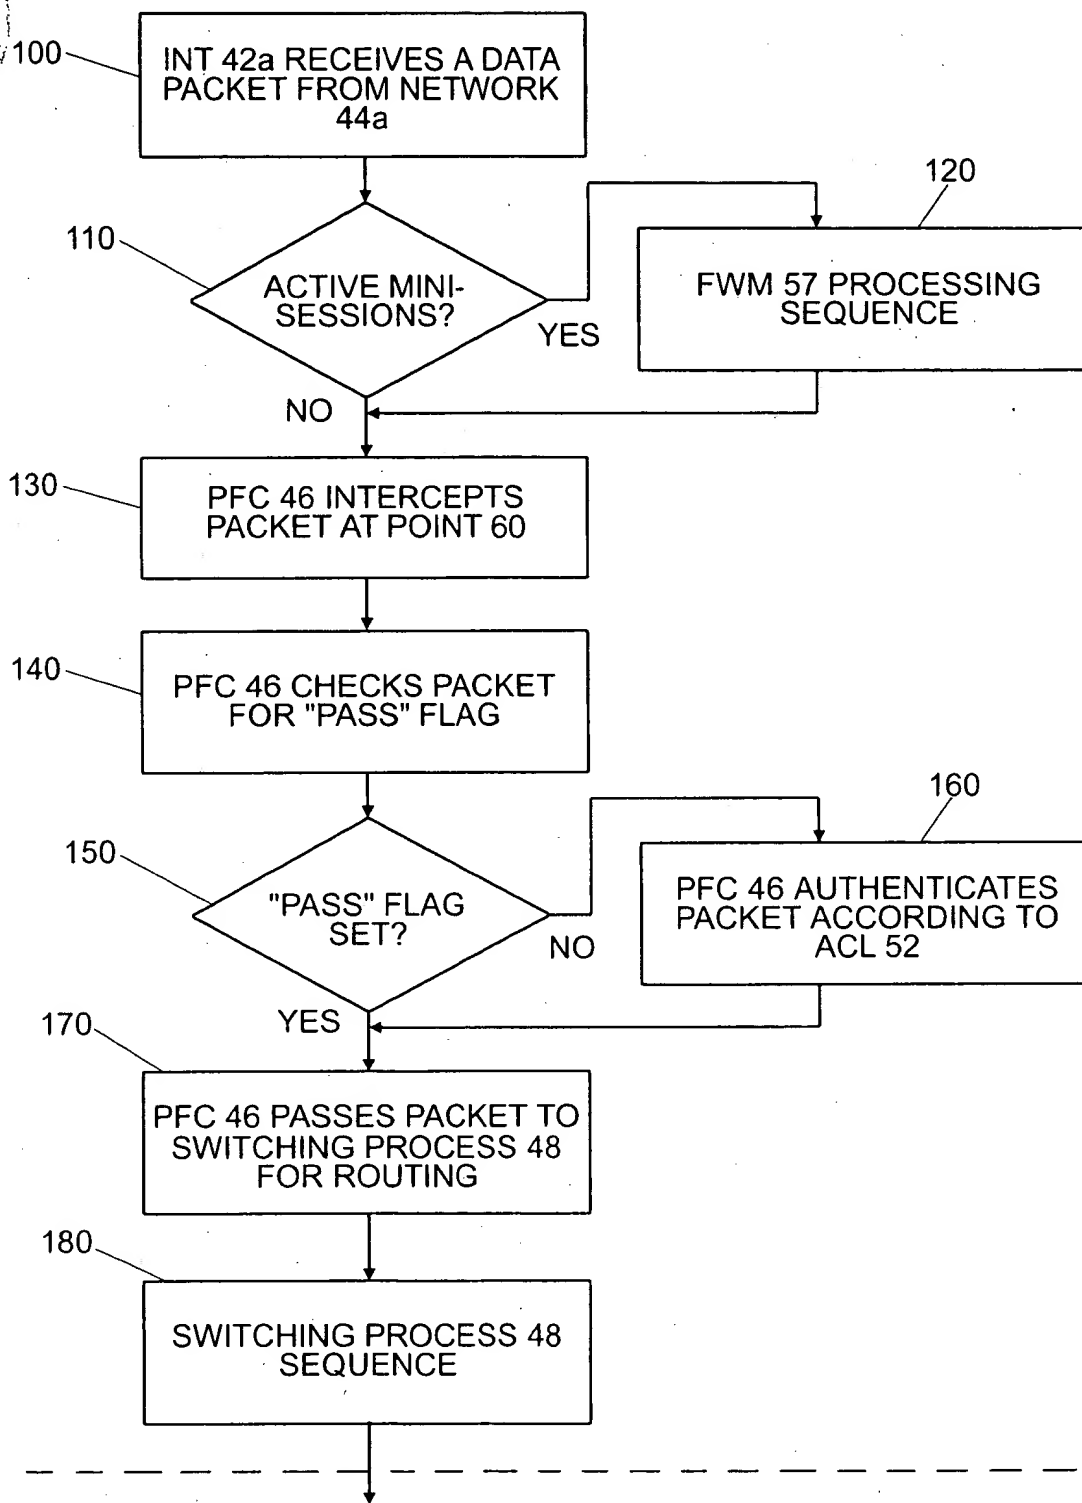 100
INT 42a RECEIVES A DATA
PACKET FROM NETWORK
44a
110
ACTIVE MINI-
SESSIONS?
YES
120
FWM 57 PROCESSING
SEQUENCE
NO
130
PFC 46 INTERCEPTS
PACKET AT POINT 60
140
PFC 46 CHECKS PACKET
FOR "PASS" FLAG
150
"PASS" FLAG
SET?
NO
160
PFC 46 AUTHENTICATES
PACKET ACCORDING TO
ACL 52
YES
170
PFC 46 PASSES PACKET TO
SWITCHING PROCESS 48
FOR ROUTING
180
SWITCHING PROCESS 48
SEQUENCE